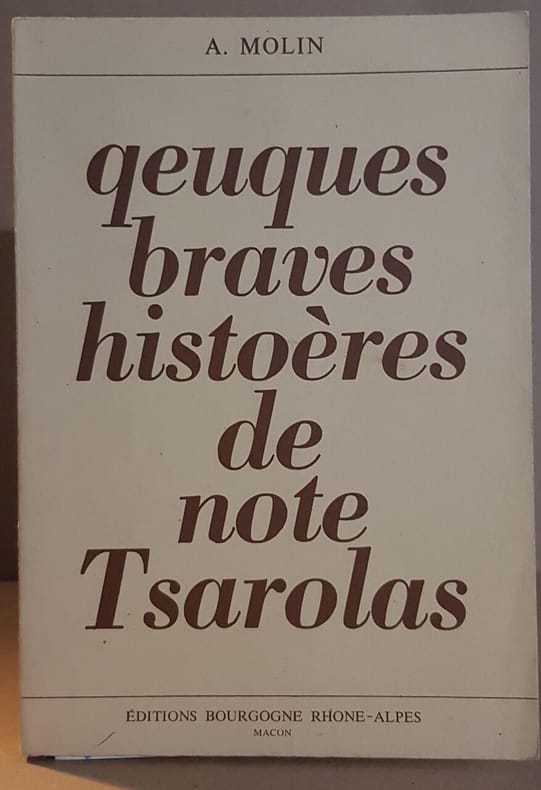 A. MOLIN
qeuques
braves
histoères
de
note
Tsarolas
ÉDITIONS BOURGOGNE RHONE-ALPES
MACON